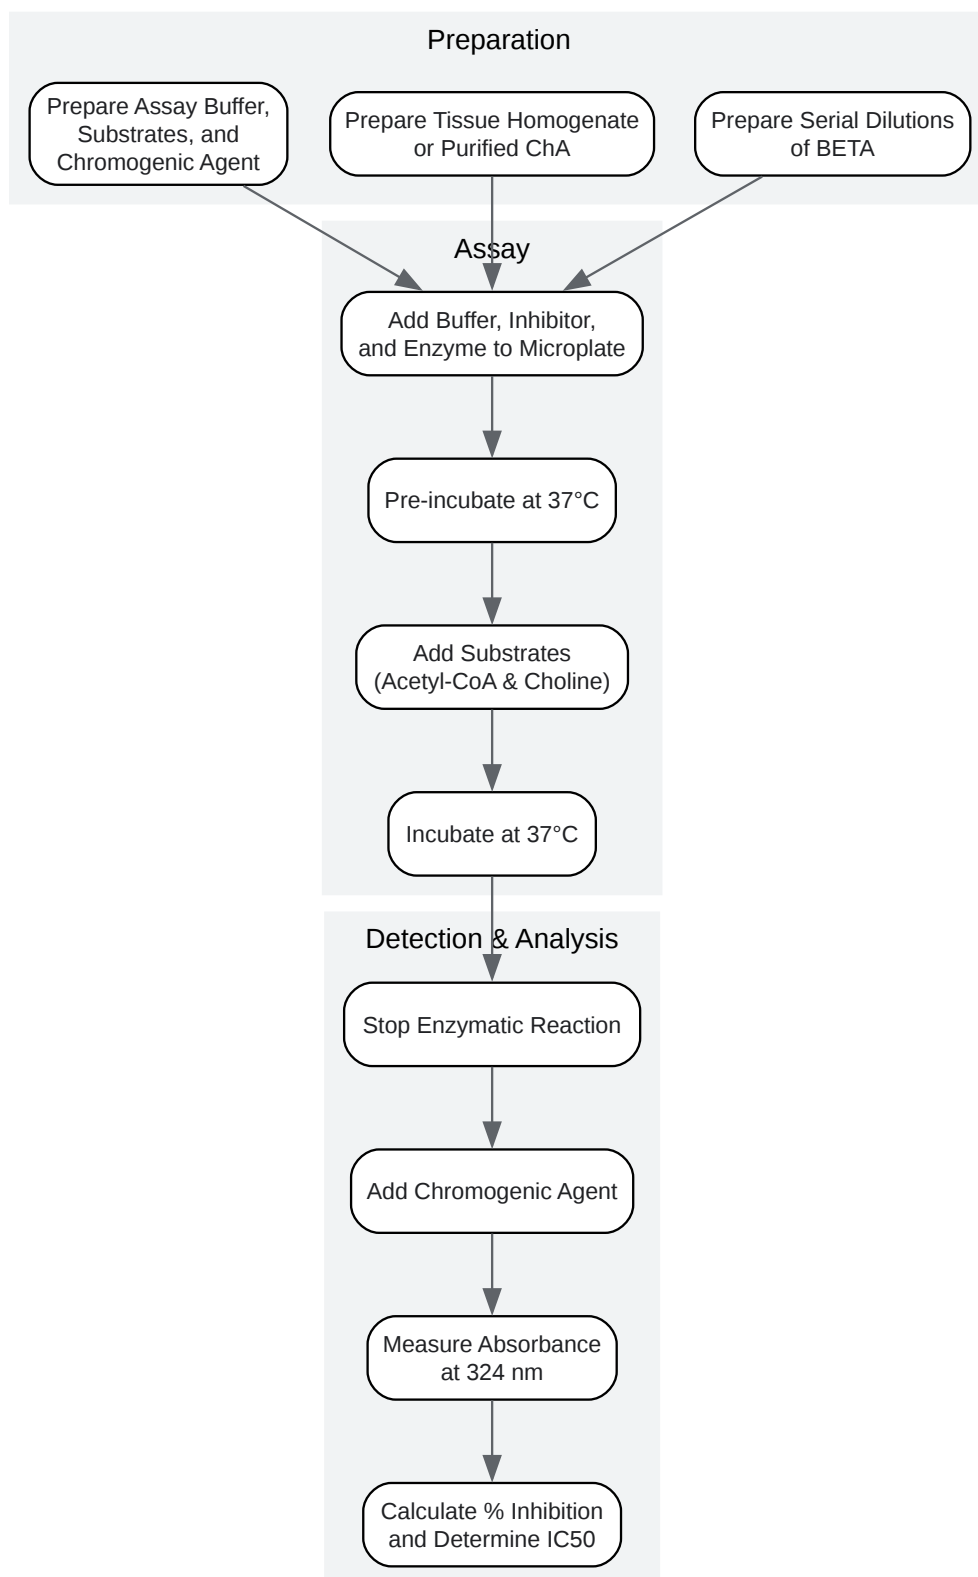 Preparation
Prepare Assay Buffer,
Substrates, and
Chromogenic Agent
Prepare Tissue Homogenate
or Purified ChA
Prepare Serial Dilutions
of BETA
Assay
Add Buffer, Inhibitor,
and Enzyme to Microplate
Pre-incubate at 37°C
Add Substrates
(Acetyl-CoA & Choline)
Incubate at 37°C
Detection & Analysis
Stop Enzymatic Reaction
Add Chromogenic Agent
Measure Absorbance
at 324 nm
Calculate % Inhibition
and Determine IC50